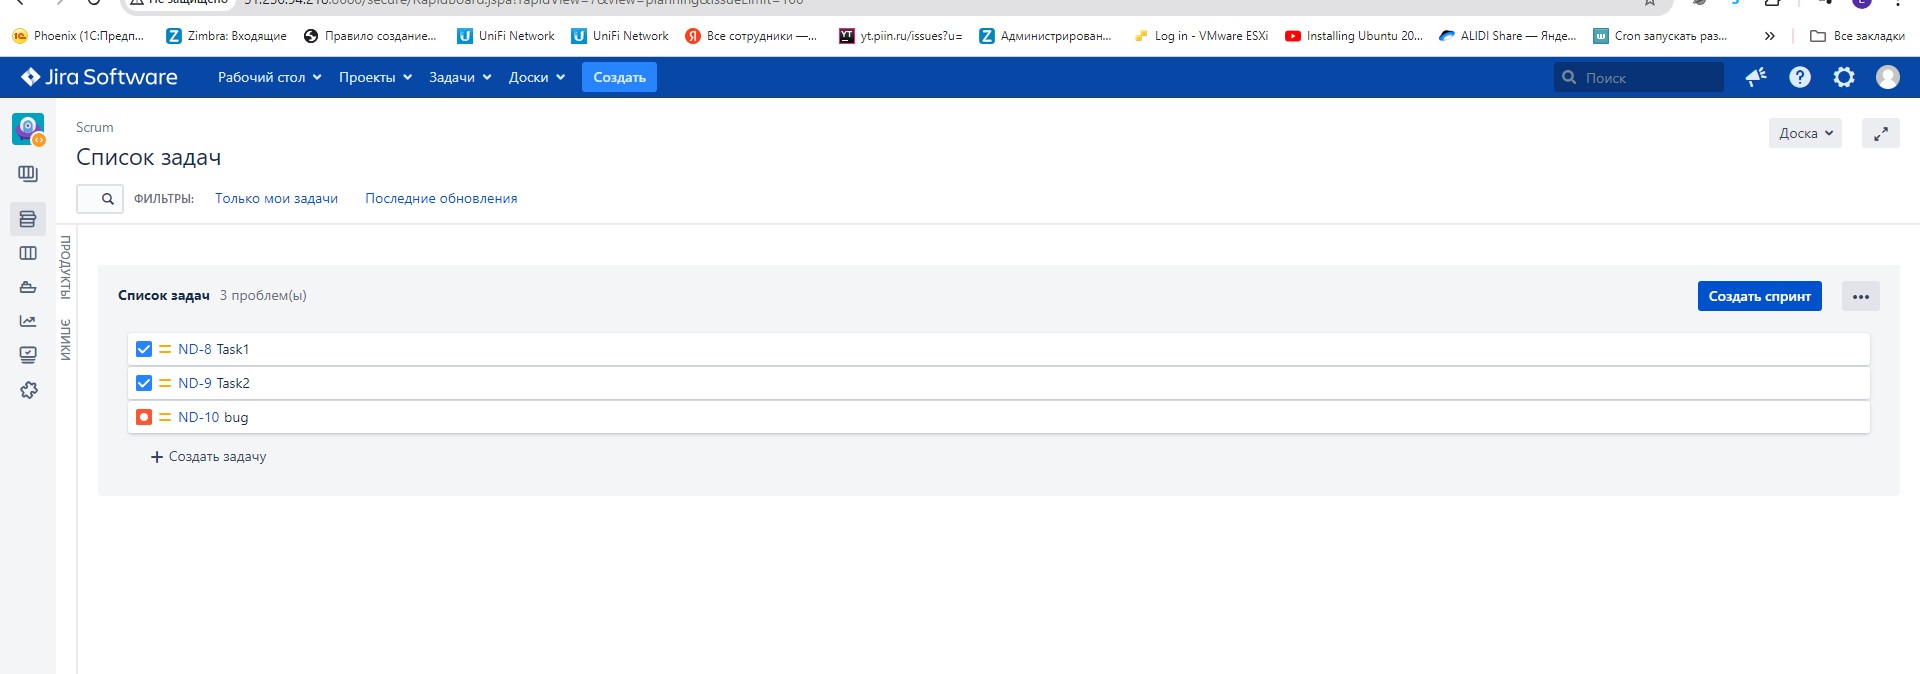 Не защищено
Phoenix (1С:Предп... Zimbra: Входящие Правило создание... UniFi Network UniFi Network Все сотрудники —... yt.piin.ru/issues?u= Администрирован... Log in - VMware ESXi Installing Ubuntu 20... ALIDI Share — Янде... Cron запускать раз... » Все закладки
Jira Software Рабочий стол Проекты Задачи Доски Создать Поиск
Scrum
Доска
Список задач
ФИЛЬТРЫ: Только мои задачи Последние обновления
ПРОДУКТЫ
ЭПИКИ
Список задач 3 проблем(ы) Создать спринт
ND-8 Task1
ND-9 Task2
ND-10 bug
+ Создать задачу